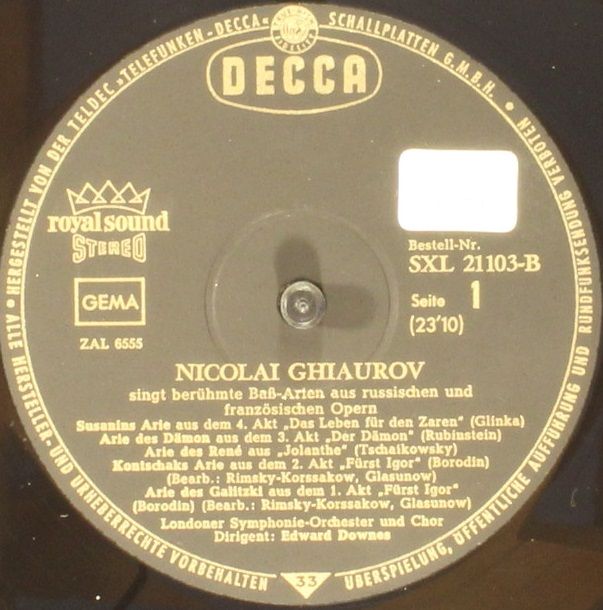 • HERGESTELLT VON DER TELDEC „TELEFUNKEN-DECCA“ SCHALLPLATTEN G.M.B.H. •
ALLE HERSTELLER- UND URHEBERRECHTE VORBEHALTEN
ÜBERSPIELUNG, ÖFFENTLICHE AUFFÜHRUNG UND RUNDFUNKSENDUNG VERBOTEN
DECCA
royal sound
STEREO
GEMA
ZAL 6555
Bestell-Nr.
SXL 21103-B
Seite 1
(23'10)
NICOLAI GHIAUROV
singt berühmte Baß-Arien aus russischen und
französischen Opern
Susanins Arie aus dem 4. Akt „Das Leben für den Zaren“ (Glinka)
Arie des Dämon aus dem 3. Akt „Der Dämon“ (Rubinstein)
Arie des René aus „Jolanthe“ (Tschaikowsky)
Kontschaks Arie aus dem 2. Akt „Fürst Igor“ (Borodin)
(Bearb.: Rimsky-Korssakow, Glasunow)
Arie des Galitzki aus dem 1. Akt „Fürst Igor“
(Borodin) (Bearb.: Rimsky-Korssakow, Glasunow)
Londoner Symphonie-Orchester und Chor
Dirigent: Edward Downes
33